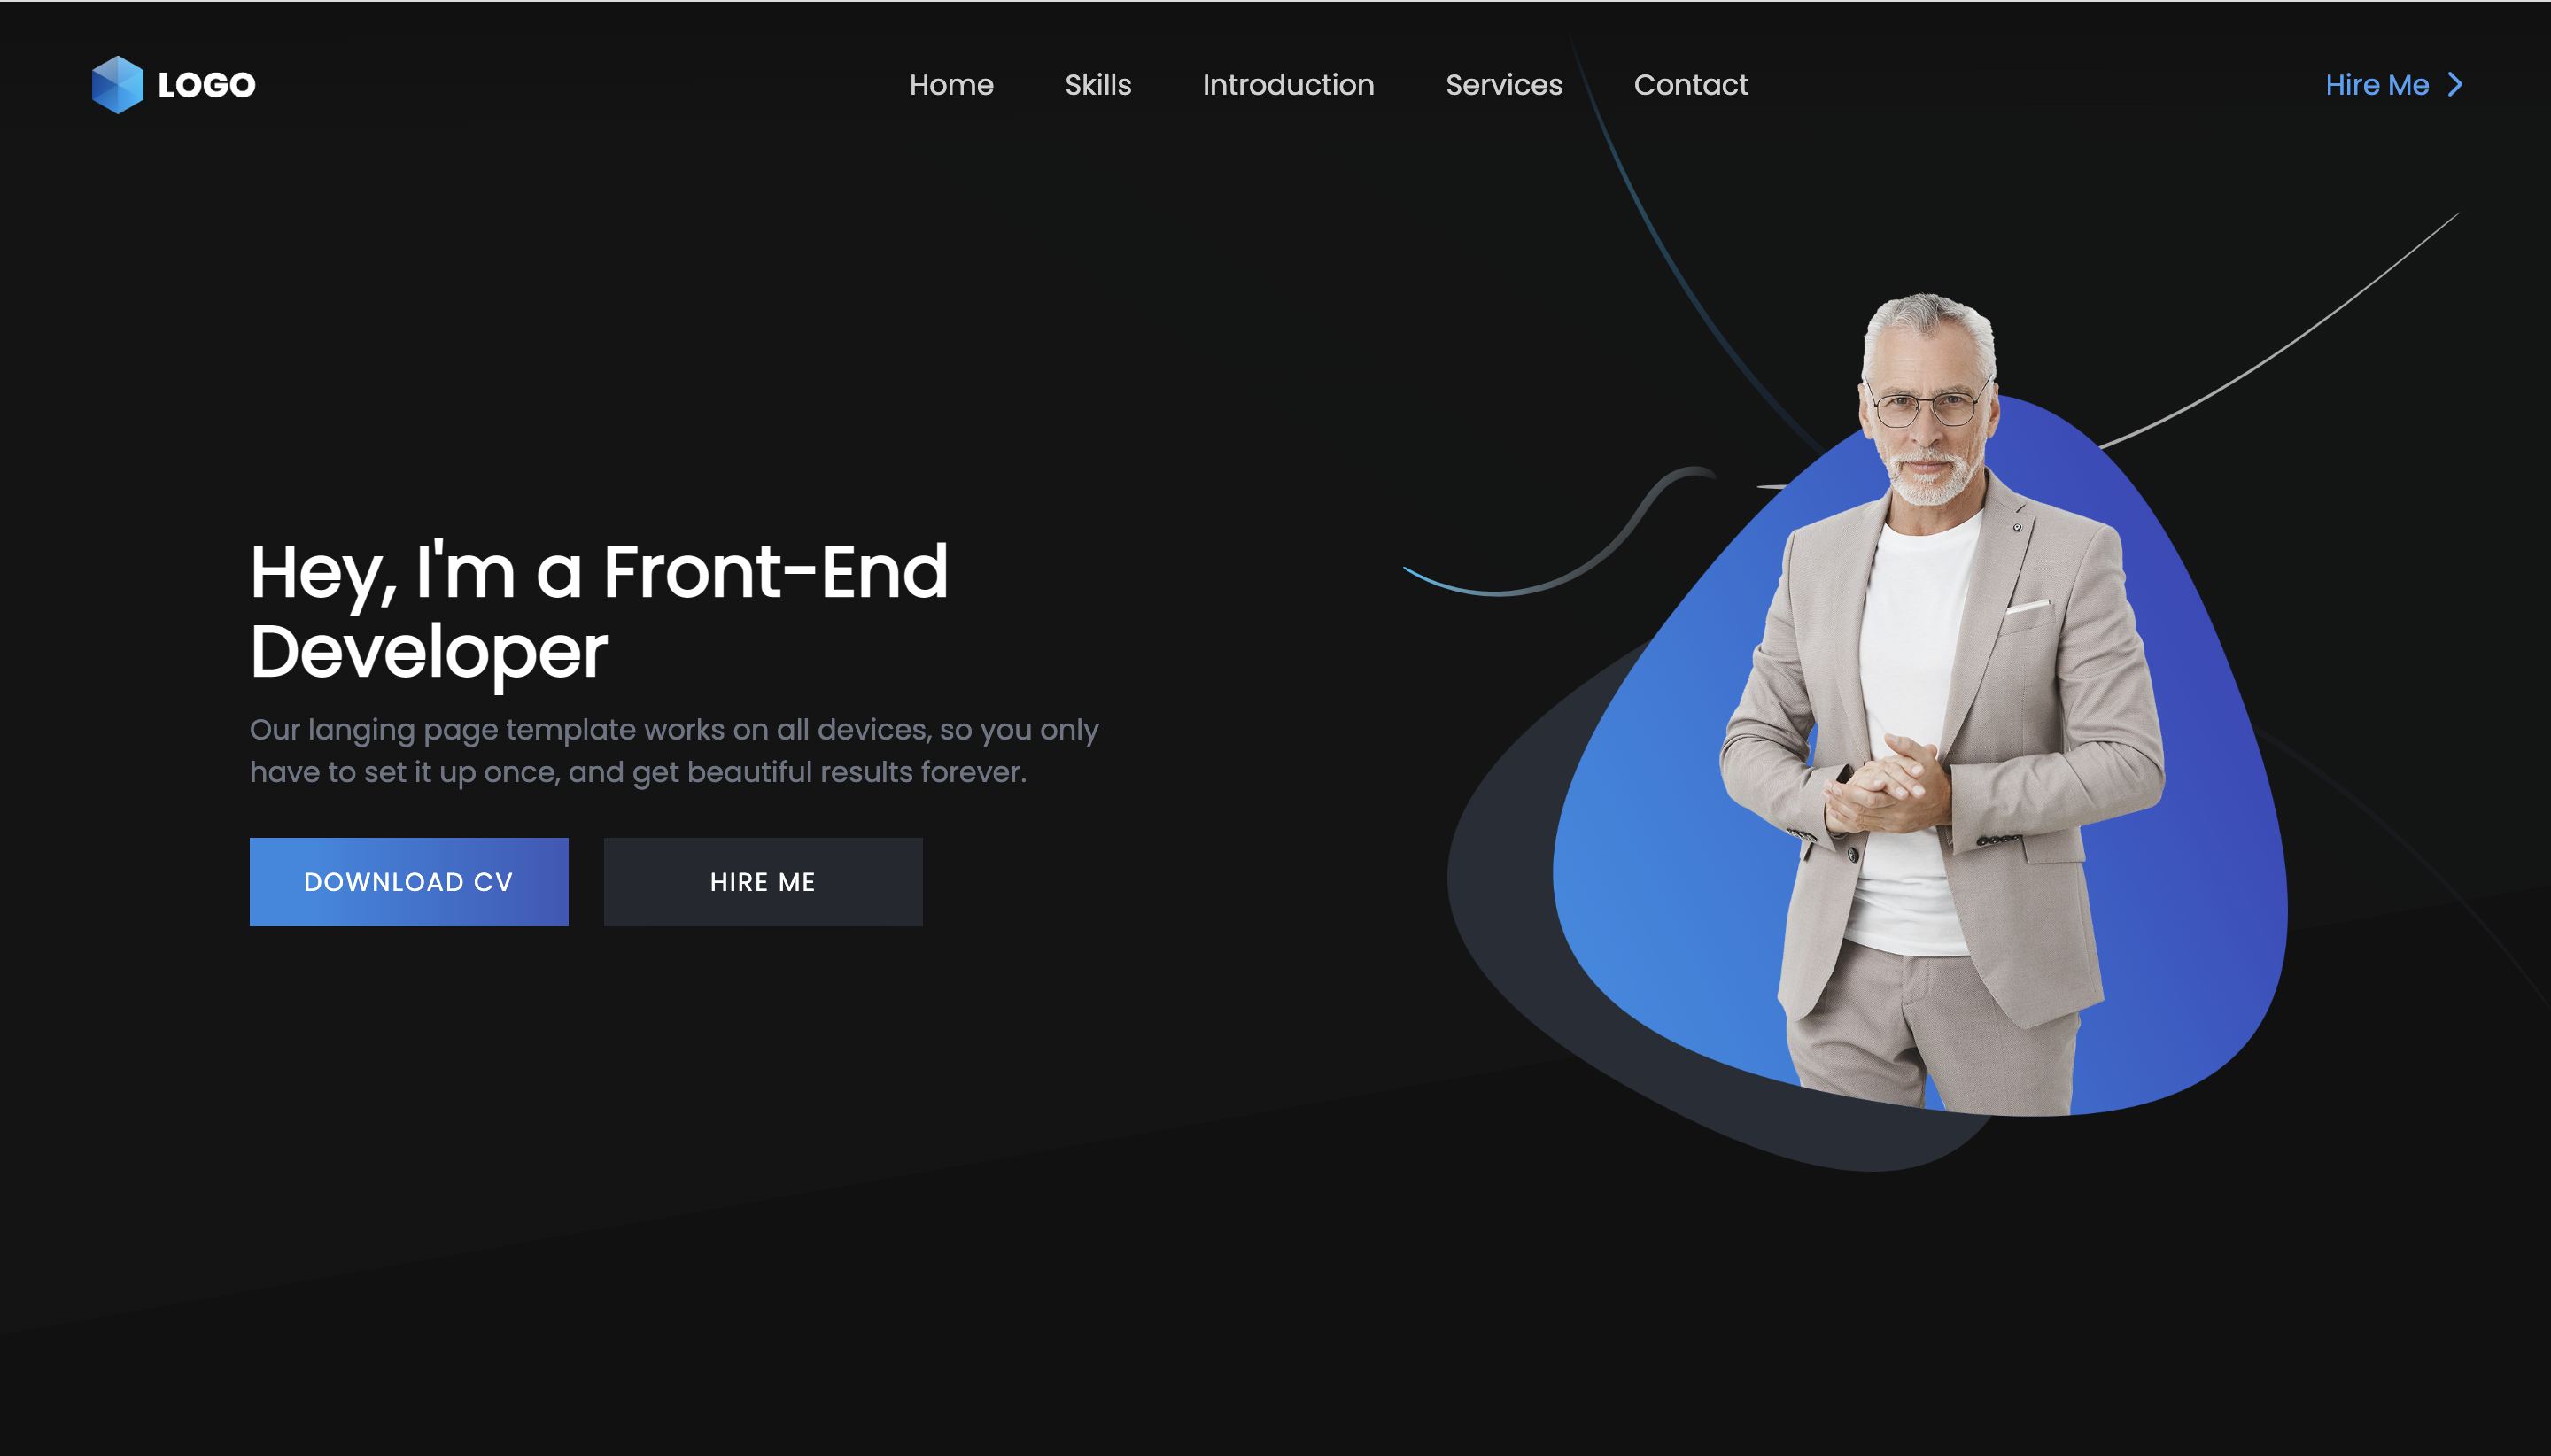 LOGO
Home
Skills
Introduction
Services
Contact
Hire Me
Hey, I'm a Front-End
Developer
Our langing page template works on all devices, so you only
have to set it up once, and get beautiful results forever.
DOWNLOAD CV
HIRE ME